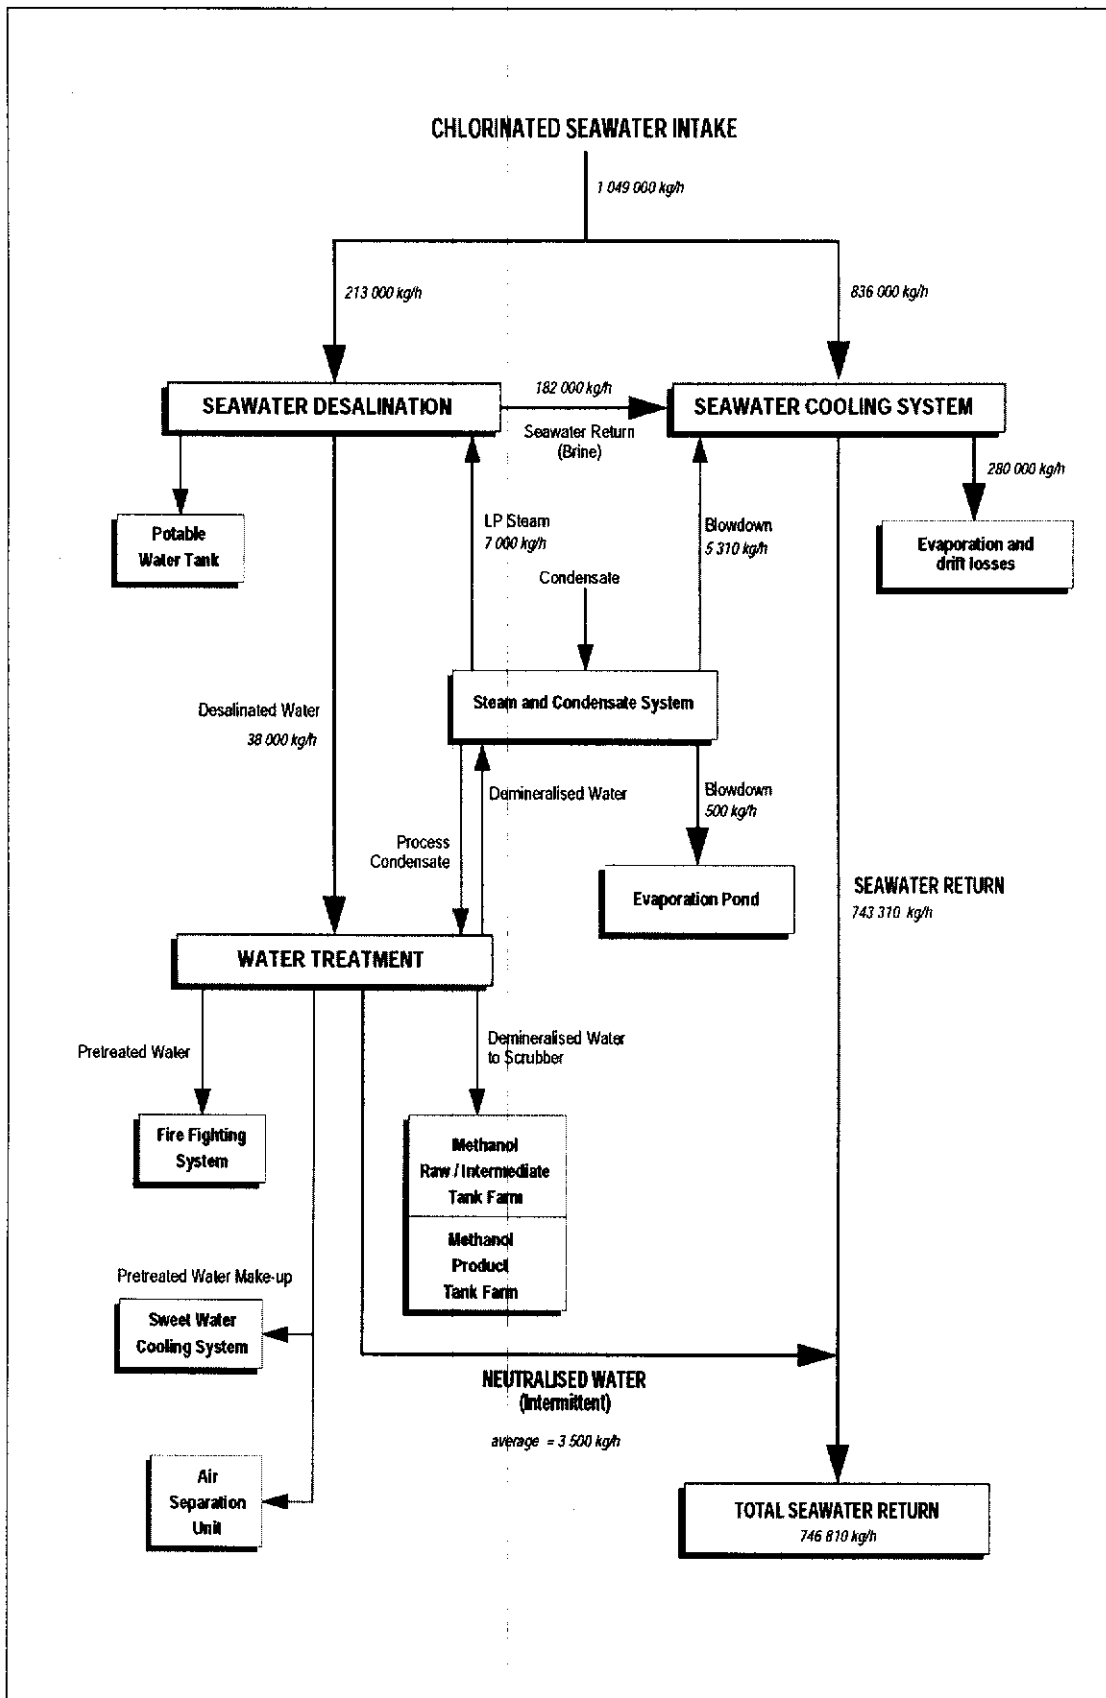 CHLORINATED SEAWATER INTAKE
1 049 000 kg/h
213 000 kg/h
836 000 kg/h
182 000 kg/h
SEAWATER DESALINATION
SEAWATER COOLING SYSTEM
Seawater Return
(Brine)
280 000 kg/h
Potable
Water Tank
LP Steam
7 000 kg/h
Blowdown
5 310 kg/h
Evaporation and
drift losses
Condensate
Steam and Condensate System
Desalinated Water
38 000 kg/h
Demineralised Water
Blowdown
500 kg/h
Process
Condensate
Evaporation Pond
SEAWATER RETURN
743 310 kg/h
WATER TREATMENT
Pretreated Water
Demineralised Water
to Scrubber
Fire Fighting
System
Methanol
Raw / Intermediate
Tank Farm
Methanol
Product
Tank Farm
Pretreated Water Make-up
Sweet Water
Cooling System
NEUTRALISED WATER
(Intermittent)
average = 3 500 kg/h
Air
Separation
Unit
TOTAL SEAWATER RETURN
746 810 kg/h